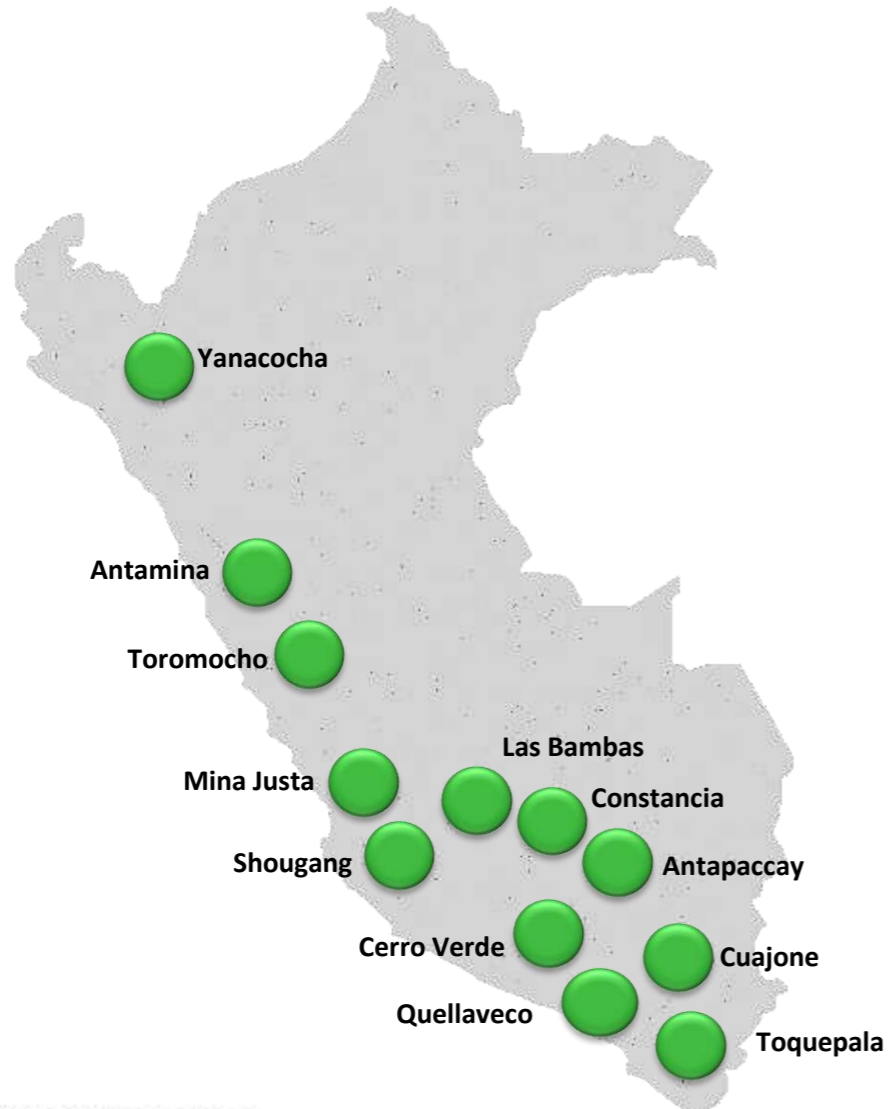 Yanacocha
Antamina
Toromocho
Las Bambas
Mina Justa
Constancia
Shougang
Antapaccay
Cerro Verde
Cuajone
Quellaveco
Toquepala